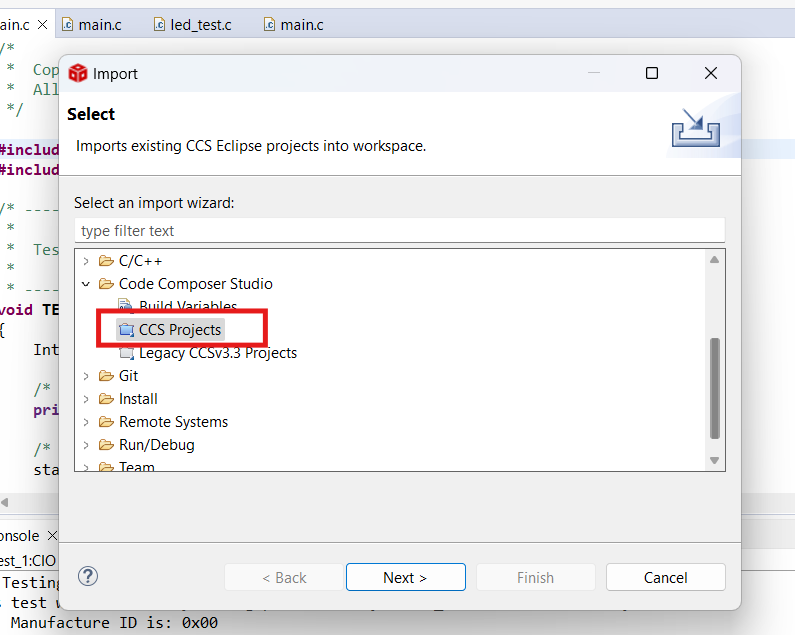 ain.c
main.c
led_test.c
main.c
/*
* Cop
* All
*/
#includ
#includ
/* ----
*
* Tes
*
* ----
void TE
{
Int
/*
pri
/*
sta
Import
Select
Imports existing CCS Eclipse projects into workspace.
Select an import wizard:
type filter text
C/C++
Code Composer Studio
Build Variables
CCS Projects
Legacy CCSv3.3 Projects
Git
Install
Remote Systems
Run/Debug
Team
< Back
Next >
Finish
Cancel
onsole
est_1:CIO
Testing
s test
Manufacture ID is: 0x00